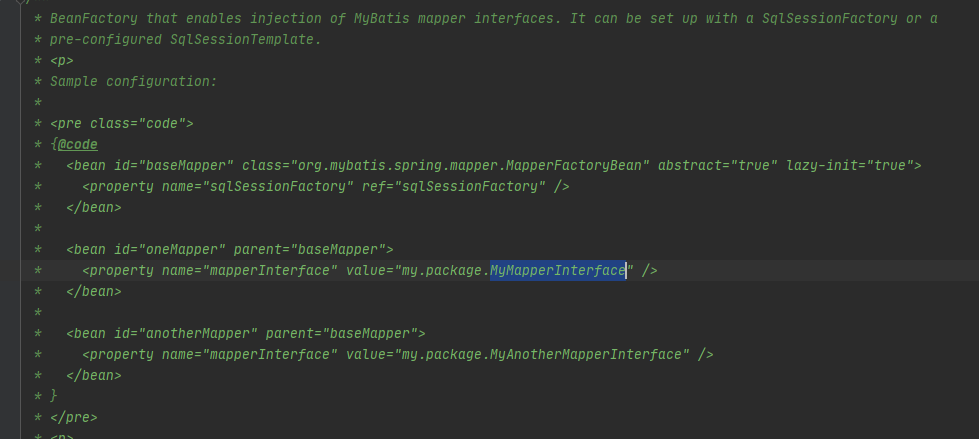 * BeanFactory that enables injection of MyBatis mapper interfaces. It can be set up with a SqlSessionFactory or a
* pre-configured SqlSessionTemplate.
* <p>
* Sample configuration:
*
* <pre class="code">
* {@code
*   <bean id="baseMapper" class="org.mybatis.spring.mapper.MapperFactoryBean" abstract="true" lazy-init="true">
*     <property name="sqlSessionFactory" ref="sqlSessionFactory" />
*   </bean>
*
*   <bean id="oneMapper" parent="baseMapper">
*     <property name="mapperInterface" value="my.package.MyMapperInterface" />
*   </bean>
*
*   <bean id="anotherMapper" parent="baseMapper">
*     <property name="mapperInterface" value="my.package.MyAnotherMapperInterface" />
*   </bean>
* }
* </pre>
* <p>